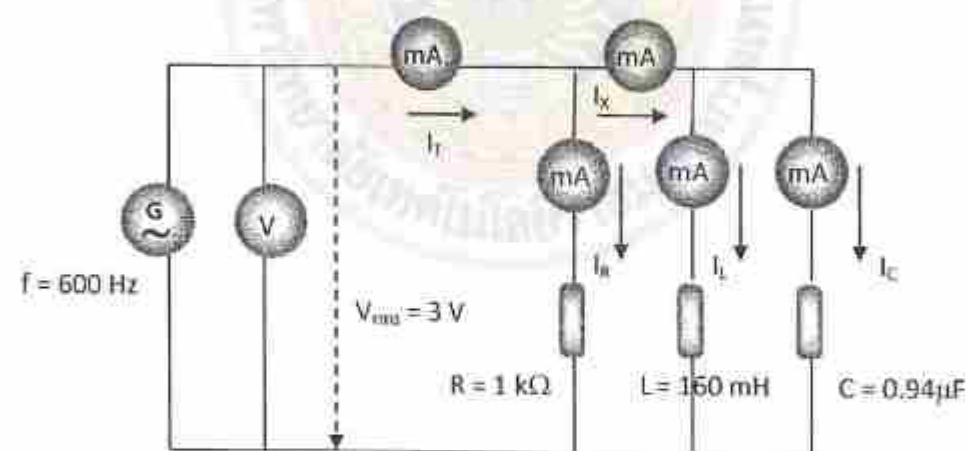 mA
mA
I_X
I_T
mA
mA
mA
G
~
V
I_R
I_L
I_C
f = 600 Hz
V_rms = 3 V
R = 1 kΩ
L = 160 mH
C = 0.94µF